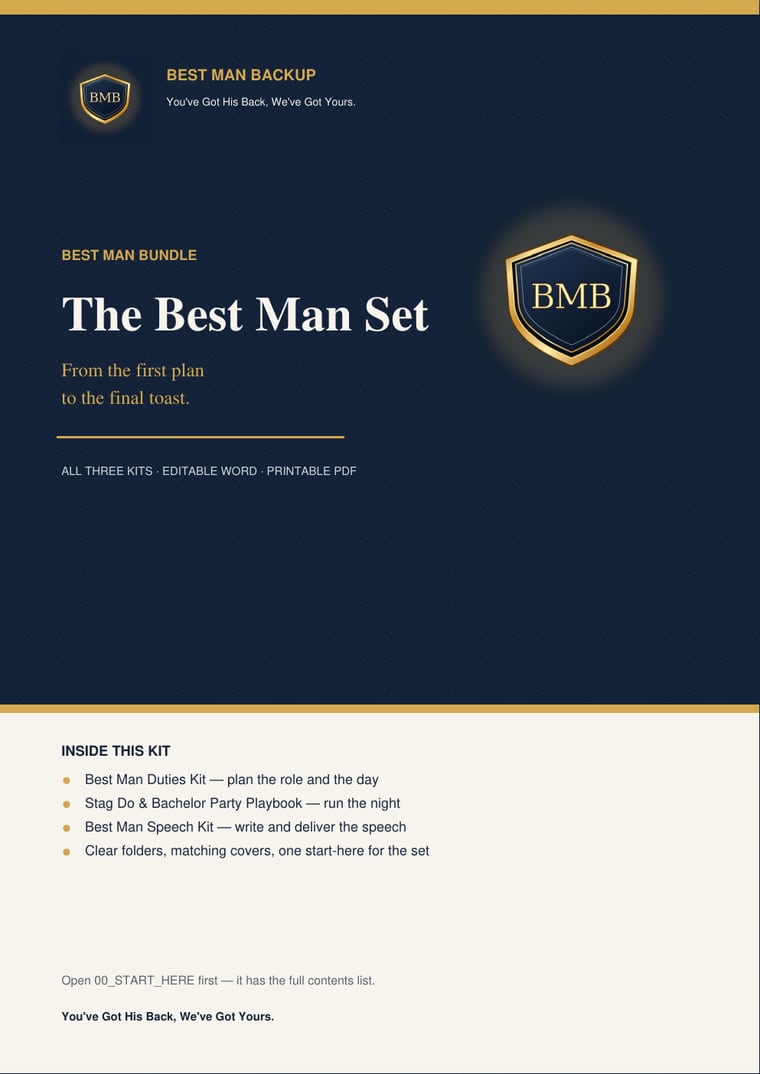 BMB
BEST MAN BACKUP
You've Got His Back, We've Got Yours.
BEST MAN BUNDLE
The Best Man Set
From the first plan
to the final toast.
BMB
ALL THREE KITS · EDITABLE WORD · PRINTABLE PDF
INSIDE THIS KIT
Best Man Duties Kit — plan the role and the day
Stag Do & Bachelor Party Playbook — run the night
Best Man Speech Kit — write and deliver the speech
Clear folders, matching covers, one start-here for the set
Open 00_START_HERE first — it has the full contents list.
You've Got His Back, We've Got Yours.